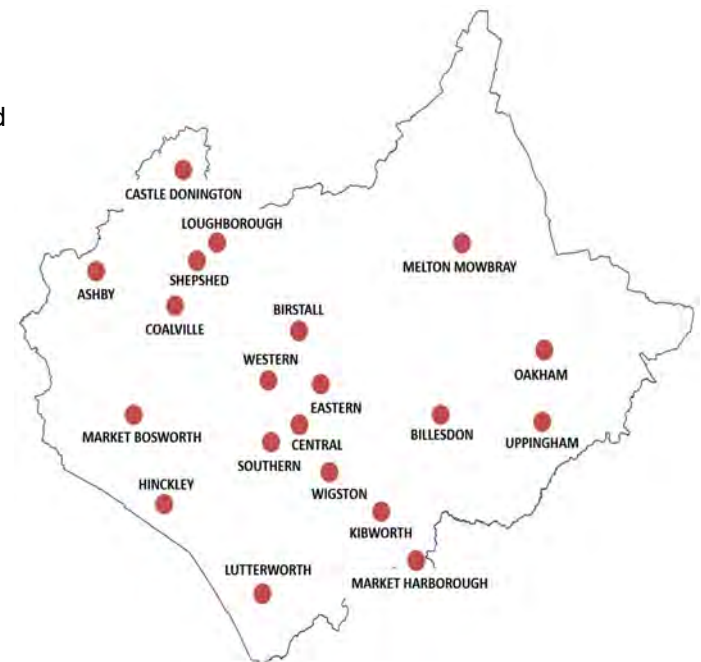 d
CASTLE DONINGTON
LOUGHBOROUGH
SHEPSHED
MELTON MOWBRAY
ASHBY
COALVILLE
BIRSTALL
WESTERN
OAKHAM
EASTERN
MARKET BOSWORTH
CENTRAL
BILLESDON
UPPINGHAM
SOUTHERN
HINCKLEY
WIGSTON
KIBWORTH
LUTTERWORTH
MARKET HARBOROUGH